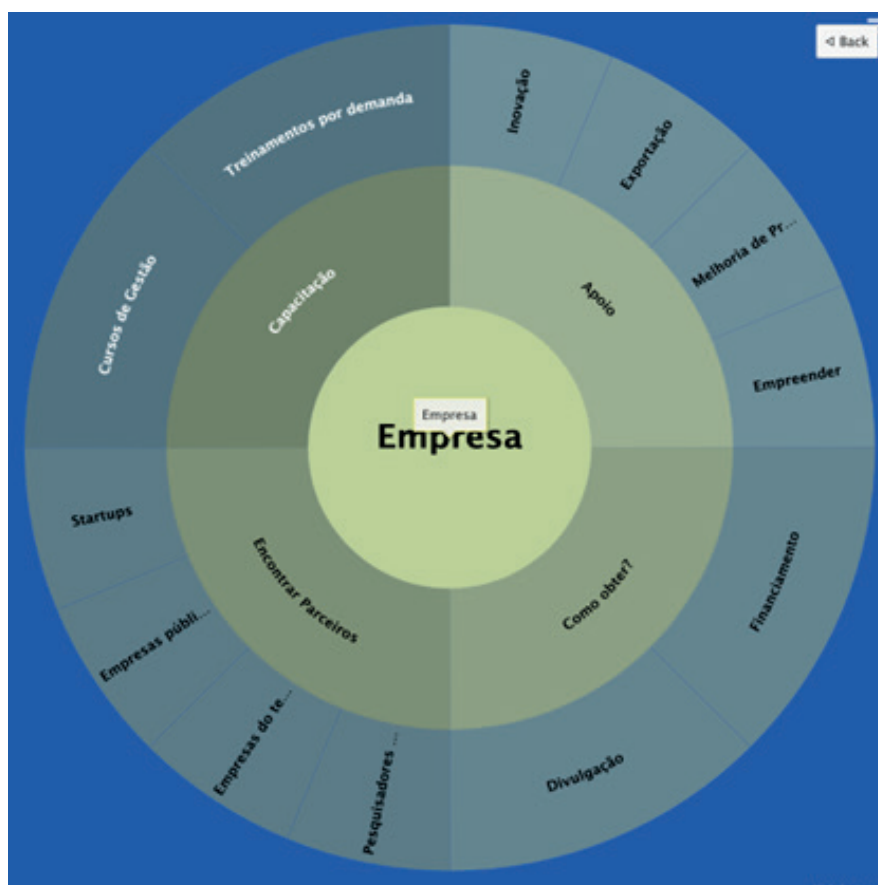 ◁ Back
Inovação
Exportação
Melhoria de Pr...
Empreender
Financiamento
Divulgação
Pesquisadores ...
Empresas do te...
Empresas públi...
Startups
Cursos de Gestão
Treinamentos por demanda
Apoio
Como obter?
Encontrar Parceiros
Capacitação
Empresa
Empresa